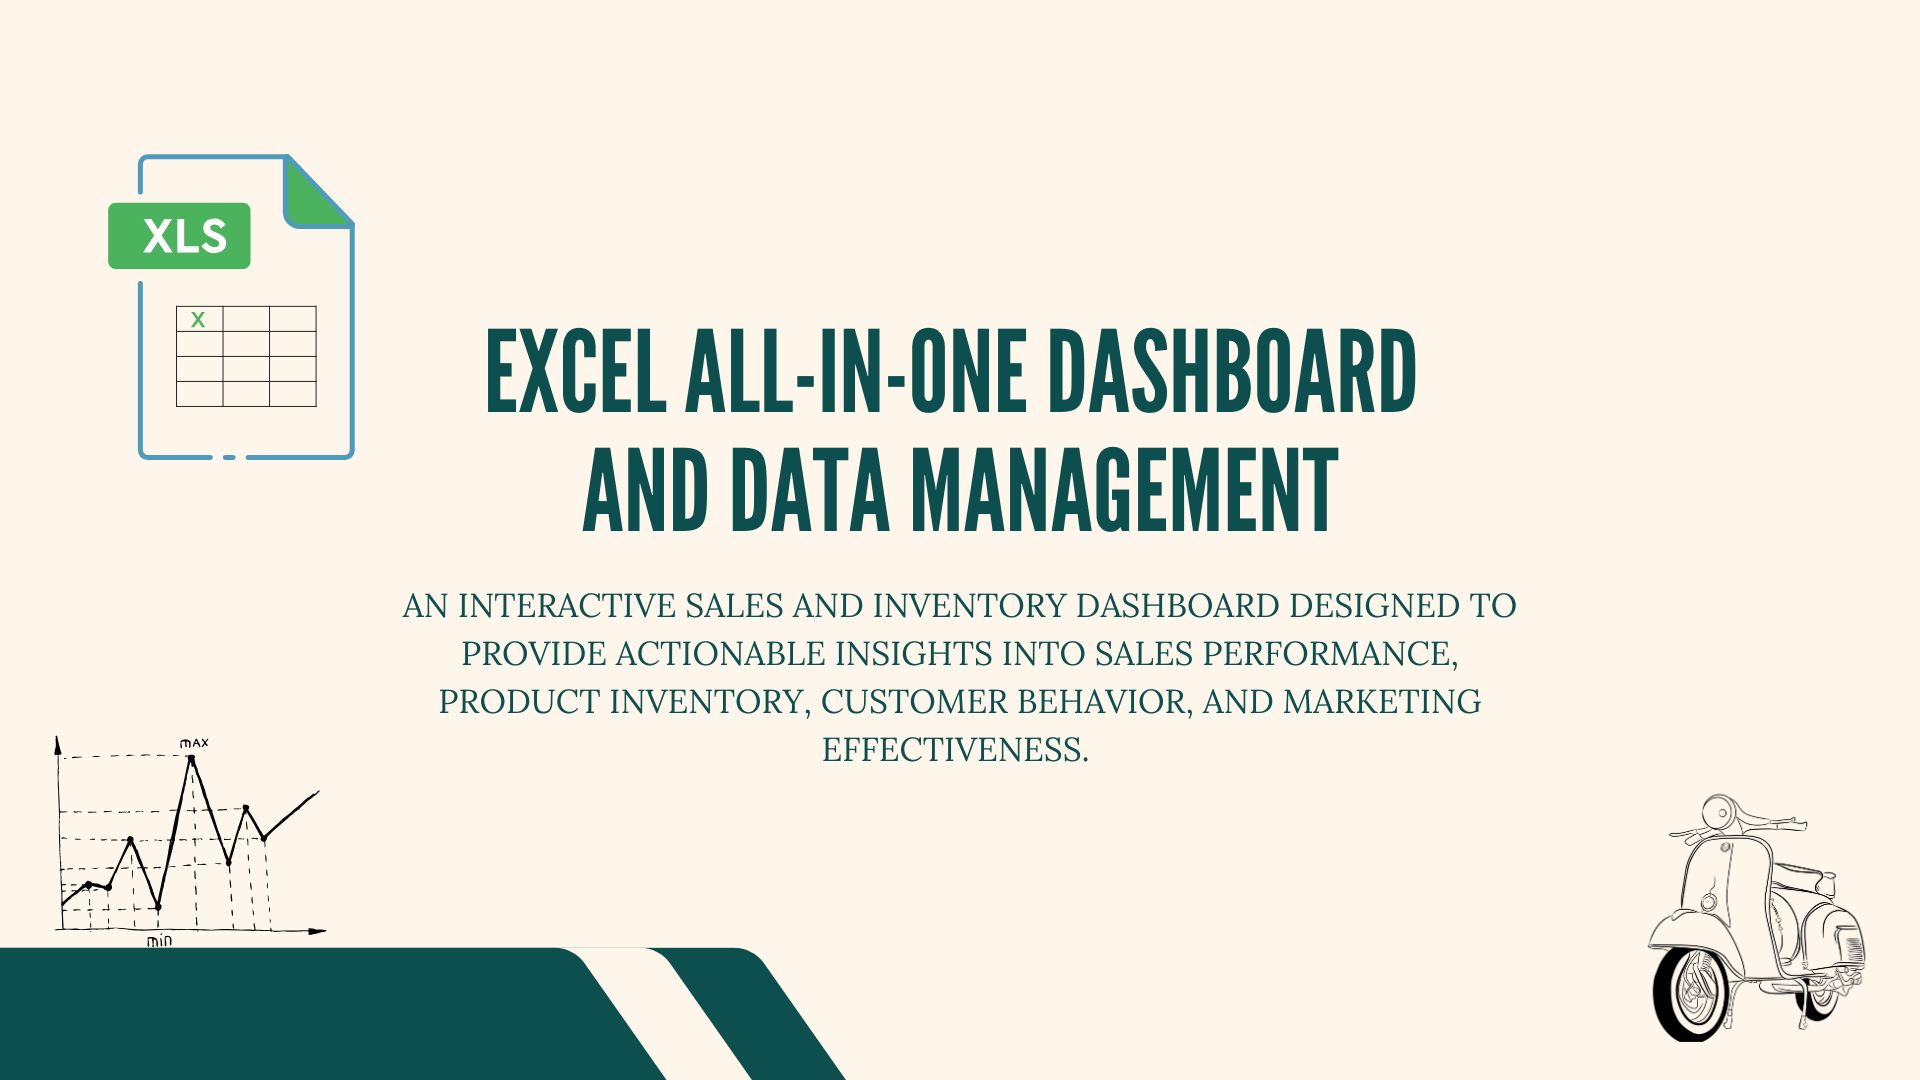 XLS
X
EXCEL ALL-IN-ONE DASHBOARD
AND DATA MANAGEMENT
AN INTERACTIVE SALES AND INVENTORY DASHBOARD DESIGNED TO
PROVIDE ACTIONABLE INSIGHTS INTO SALES PERFORMANCE,
PRODUCT INVENTORY, CUSTOMER BEHAVIOR, AND MARKETING
EFFECTIVENESS.
max
min